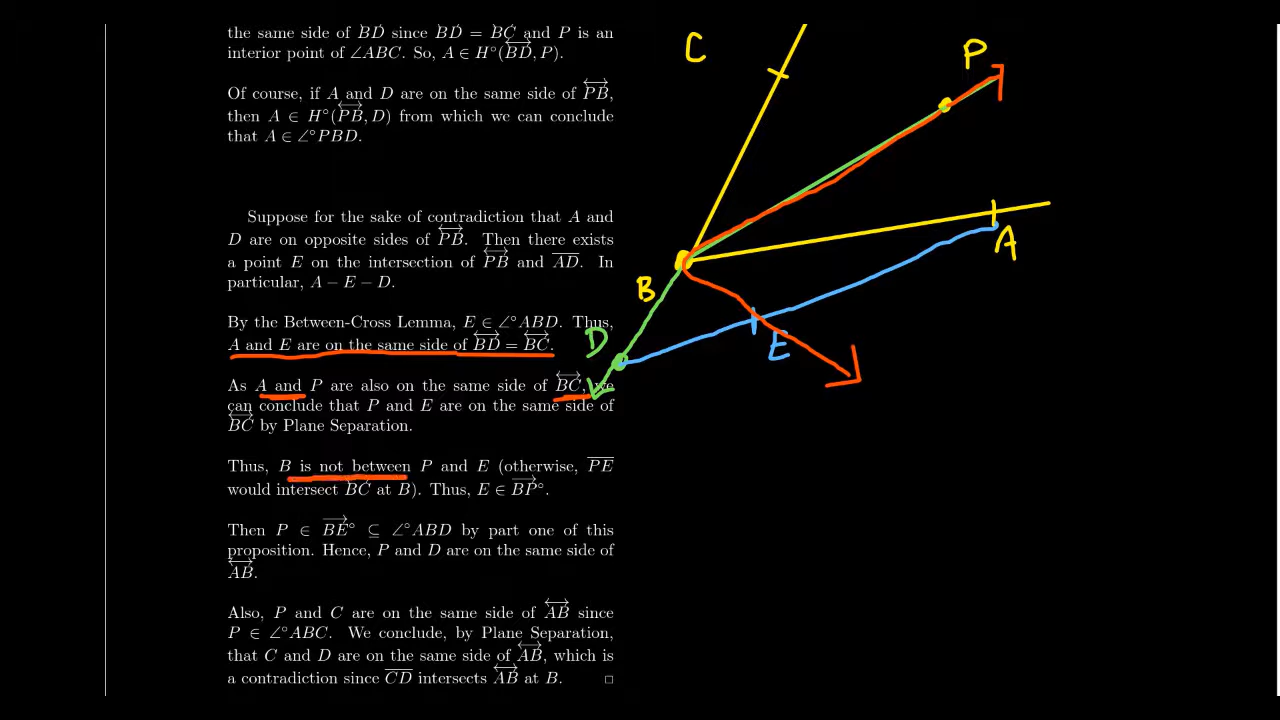 the same side of BD since BD = BC and P is an
interior point of ∠ABC. So, A ∈ H°(BD, P).
Of course, if A and D are on the same side of PB,
then A ∈ H°(PB, D) from which we can conclude
that A ∈ ∠°PBD.
Suppose for the sake of contradiction that A and
D are on opposite sides of PB. Then there exists
a point E on the intersection of PB and AD. In
particular, A − E − D.
By the Between-Cross Lemma, E ∈ ∠°ABD. Thus,
A and E are on the same side of BD = BC.
As A and P are also on the same side of BC, we
can conclude that P and E are on the same side of
BC by Plane Separation.
Thus, B is not between P and E (otherwise, PE
would intersect BC at B). Thus, E ∈ BP°.
Then P ∈ BE° ⊆ ∠°ABD by part one of this
proposition. Hence, P and D are on the same side of
AB.
Also, P and C are on the same side of AB since
P ∈ ∠°ABC. We conclude, by Plane Separation,
that C and D are on the same side of AB, which is
a contradiction since CD intersects AB at B. □
C
P
A
B
D
E